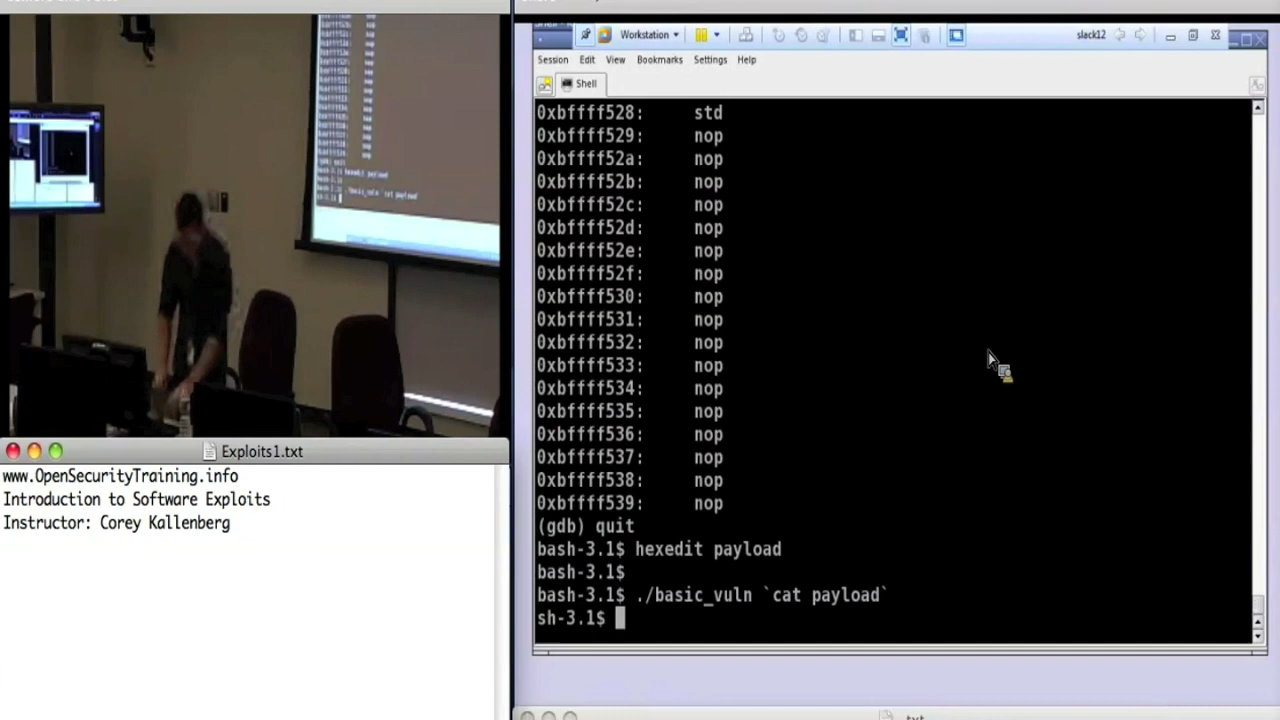 Workstation
slack12
Session Edit View Bookmarks Settings Help
Shell
0xbffff528: std
0xbffff529: nop
0xbffff52a: nop
0xbffff52b: nop
0xbffff52c: nop
0xbffff52d: nop
0xbffff52e: nop
0xbffff52f: nop
0xbffff530: nop
0xbffff531: nop
0xbffff532: nop
0xbffff533: nop
0xbffff534: nop
0xbffff535: nop
0xbffff536: nop
0xbffff537: nop
0xbffff538: nop
0xbffff539: nop
(gdb) quit
bash-3.1$ hexedit payload
bash-3.1$
bash-3.1$ ./basic_vuln `cat payload`
sh-3.1$
Exploits1.txt
www.OpenSecurityTraining.info
Introduction to Software Exploits
Instructor: Corey Kallenberg